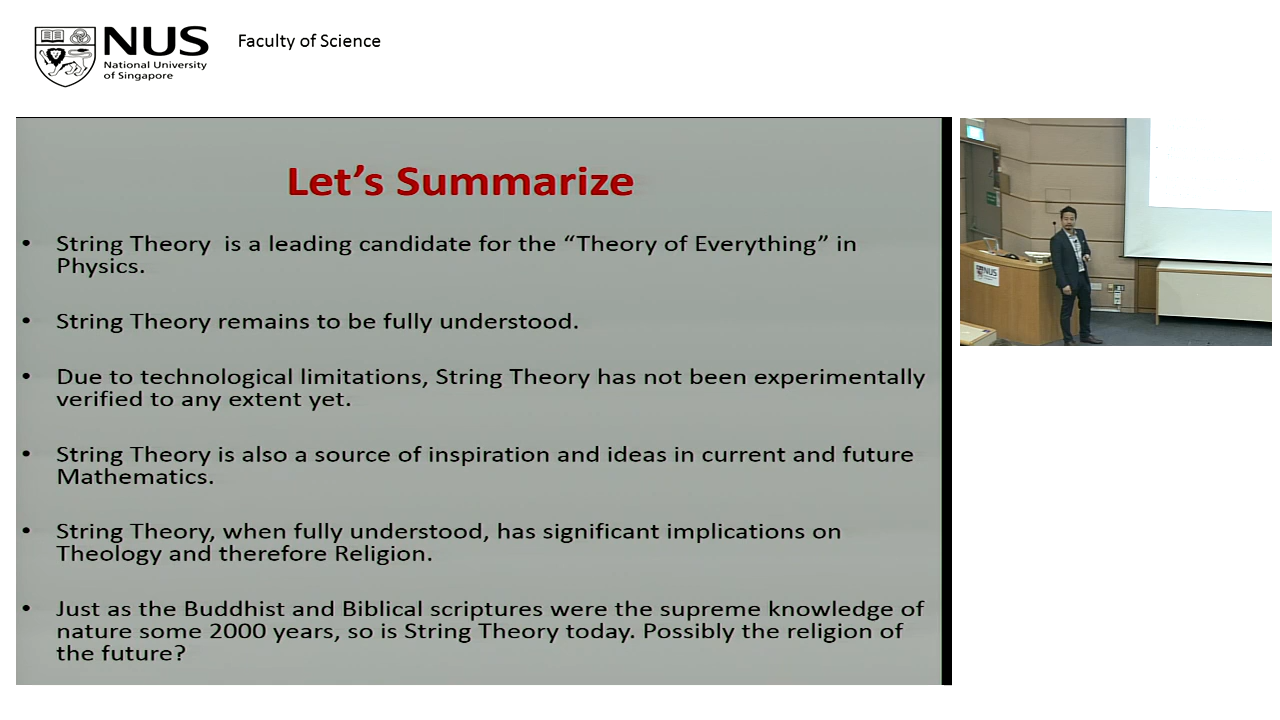 NUS
National University
of Singapore
Faculty of Science
Let's Summarize
• String Theory is a leading candidate for the “Theory of Everything” in
Physics.
• String Theory remains to be fully understood.
• Due to technological limitations, String Theory has not been experimentally
verified to any extent yet.
• String Theory is also a source of inspiration and ideas in current and future
Mathematics.
• String Theory, when fully understood, has significant implications on
Theology and therefore Religion.
• Just as the Buddhist and Biblical scriptures were the supreme knowledge of
nature some 2000 years, so is String Theory today. Possibly the religion of
the future?
NUS